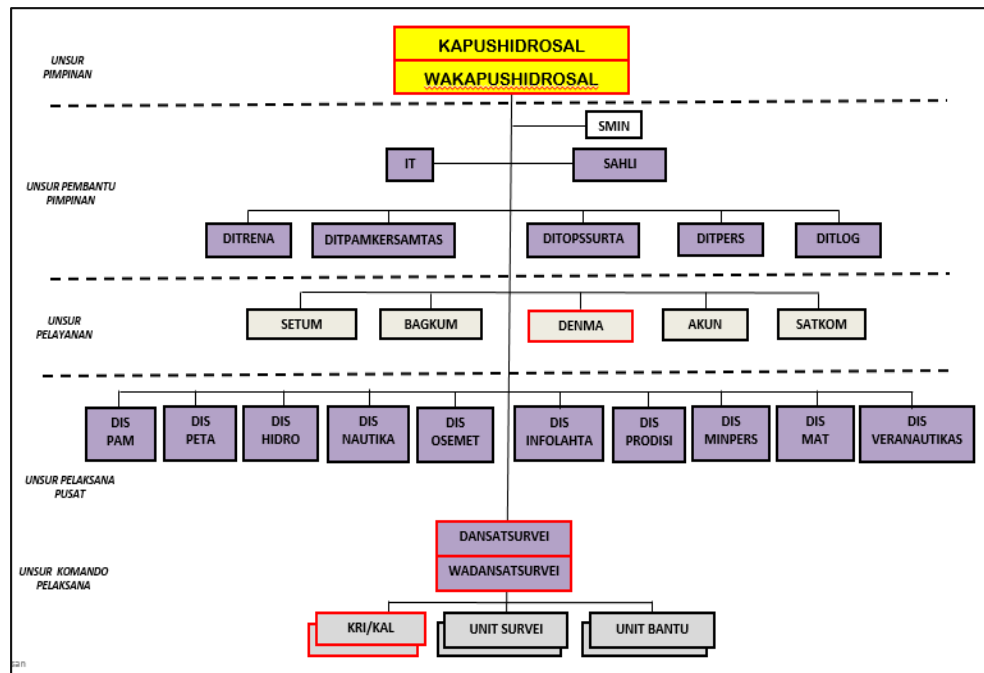 KAPUSHIDROSAL
UNSUR
PIMPINAN
WAKAPUSHIDROSAL
SMIN
IT
SAHLI
UNSUR PEMBANTU
PIMPINAN
DITRENA
DITPAMKERSAMTAS
DITOPSSURTA
DITPERS
DITLOG
UNSUR
PELAYANAN
SETUM
BAGKUM
DENMA
AKUN
SATKOM
DIS
PAM
DIS
PETA
DIS
HIDRO
DIS
NAUTIKA
DIS
OSEMET
DIS
INFOLAHTA
DIS
PRODISI
DIS
MINPERS
DIS
MAT
DIS
VERANAUTIKAS
UNSUR PELAKSANA
PUSAT
DANSATSURVEI
WADANSATSURVEI
UNSUR KOMANDO
PELAKSANA
KRI/KAL
UNIT SURVEI
UNIT BANTU
san